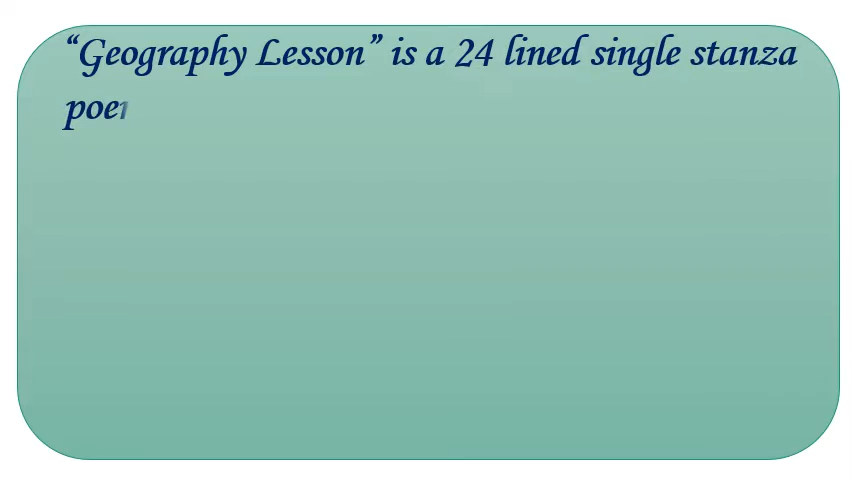 “Geography Lesson” is a 24 lined single stanza
poe